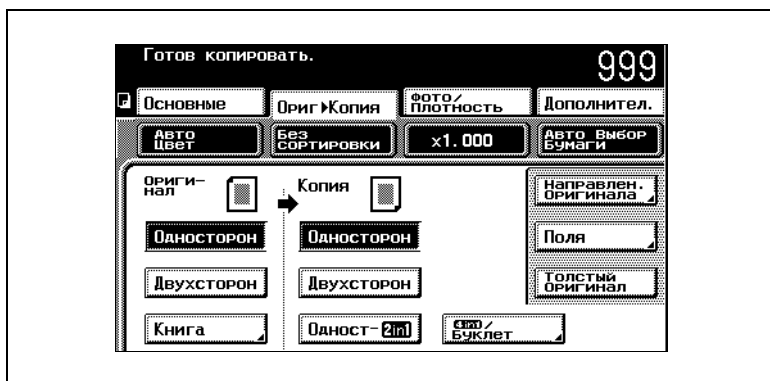 Готов копировать.
999
Основные
Ориг▶Копия
Фото/
Плотность
Дополнител.
Авто
Цвет
Без
сортировки
x1.000
Авто Выбор
Бумаги
Ориги-
нал
Копия
Направлен.
Оригинала
Односторон
Односторон
Поля
Двухсторон
Двухсторон
Толстый
Оригинал
Книга
Одност-2in1
4in1/
Буклет